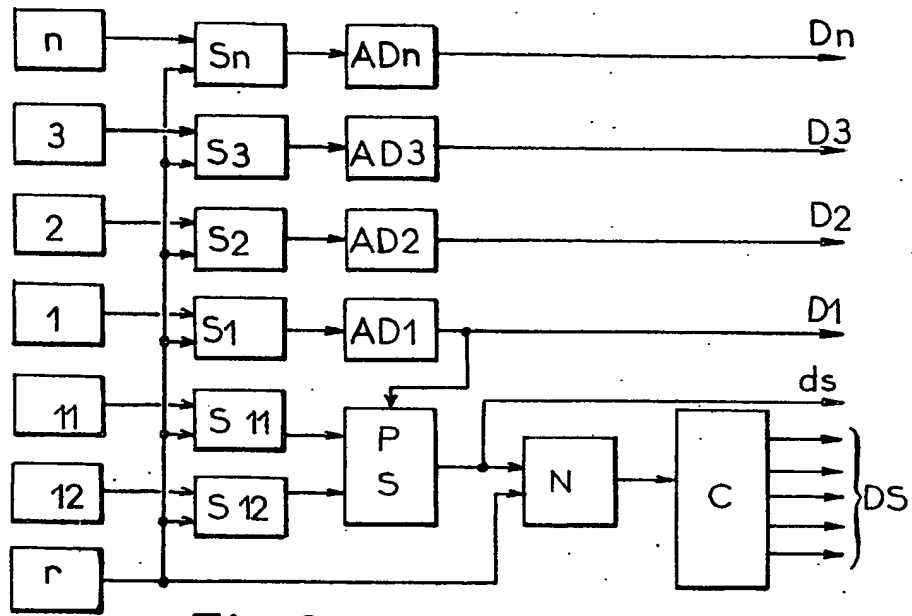 n Sn ADn Dn
3 S3 AD3 D3
2 S2 AD2 D2
1 S1 AD1 D1
ds
11 S 11 P
S
12 S 12 N C DS
r